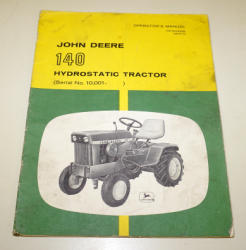 OPERATOR'S MANUAL
JOHN DEERE
140
HYDROSTATIC TRACTOR
(Serial No. 10,001-        )